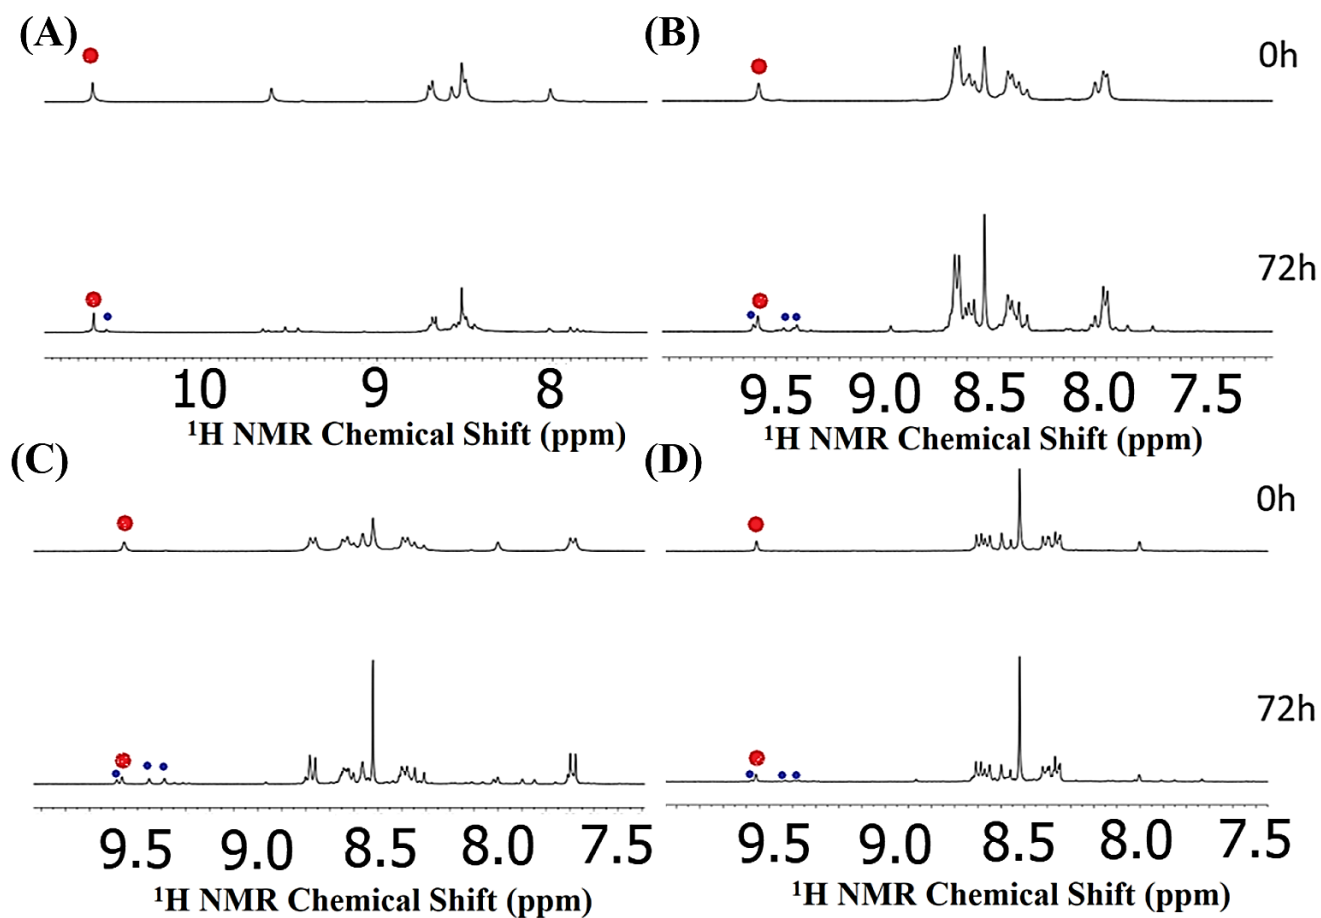 (A)
(B)
0h
72h
10 9 8
9.5 9.0 8.5 8.0 7.5
¹H NMR Chemical Shift (ppm)
¹H NMR Chemical Shift (ppm)
(C)
(D)
0h
72h
9.5 9.0 8.5 8.0 7.5
9.5 9.0 8.5 8.0 7.5
¹H NMR Chemical Shift (ppm)
¹H NMR Chemical Shift (ppm)